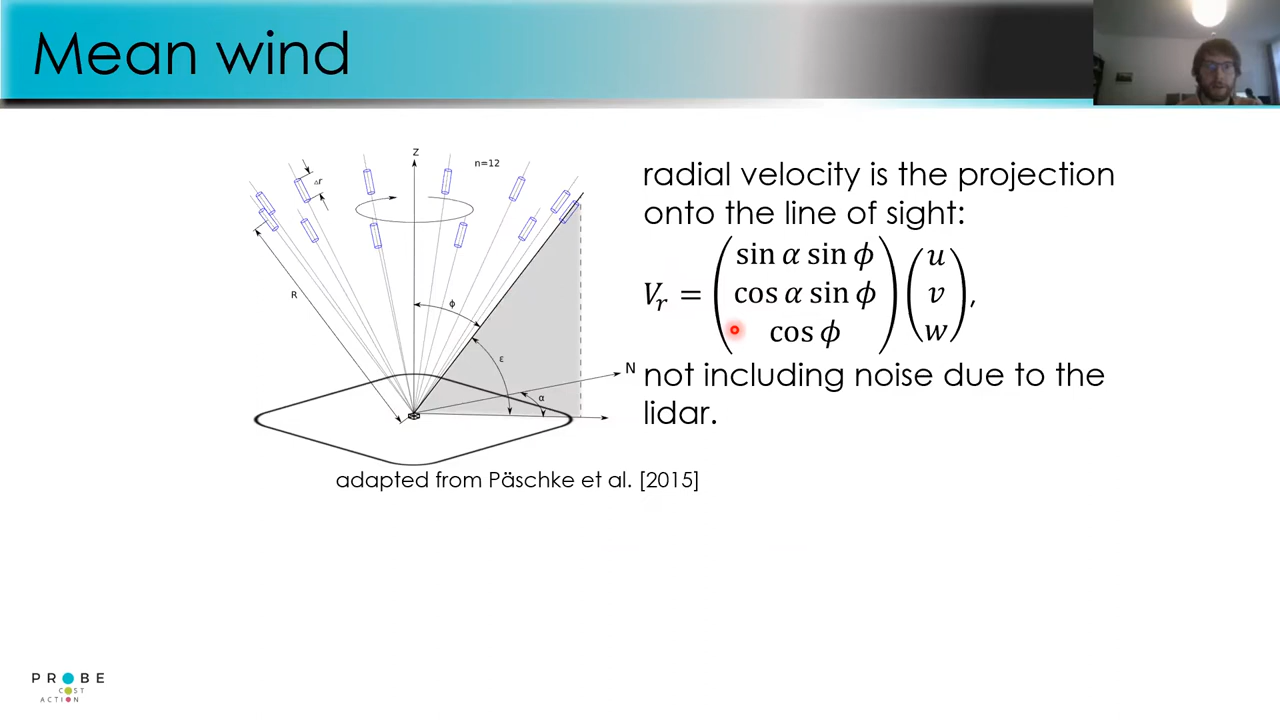 Mean wind
Z
n=12
Δr
R
ϕ
ε
N
α
radial velocity is the projection
onto the line of sight:
V_r = (sin α sin ϕ
cos α sin ϕ
cos ϕ) (u
v
w),
not including noise due to the
lidar.
adapted from Päschke et al. [2015]
PROBE
COST
ACTION